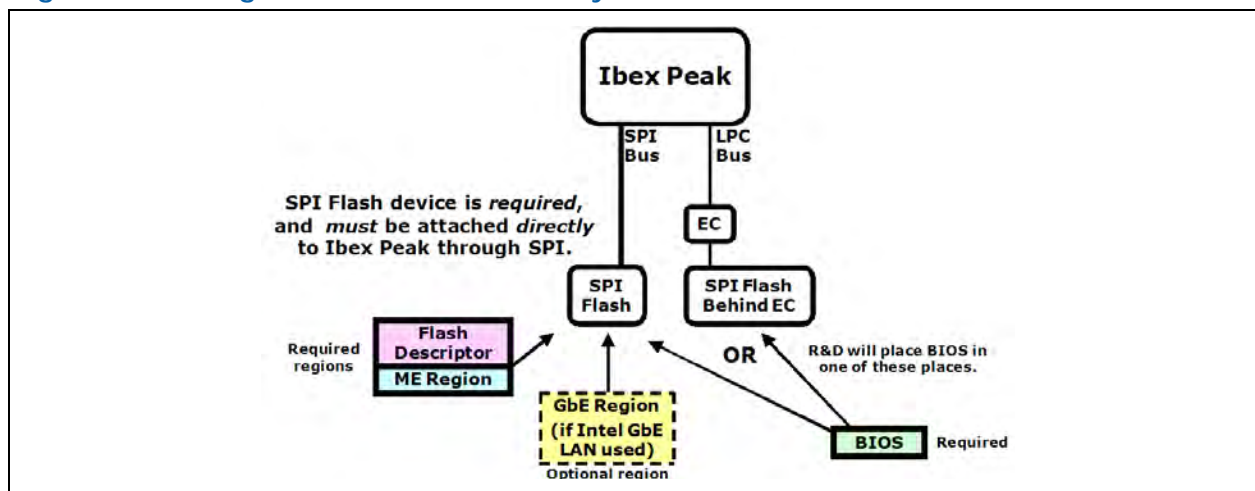 Ibex Peak
SPI
Bus
LPC
Bus
SPI Flash device is required,
and must be attached directly
to Ibex Peak through SPI.
EC
SPI
Flash
SPI Flash
Behind EC
Required
regions
Flash
Descriptor
ME Region
OR
R&D will place BIOS in
one of these places.
GbE Region
(if Intel GbE
LAN used)
Optional region
BIOS
Required